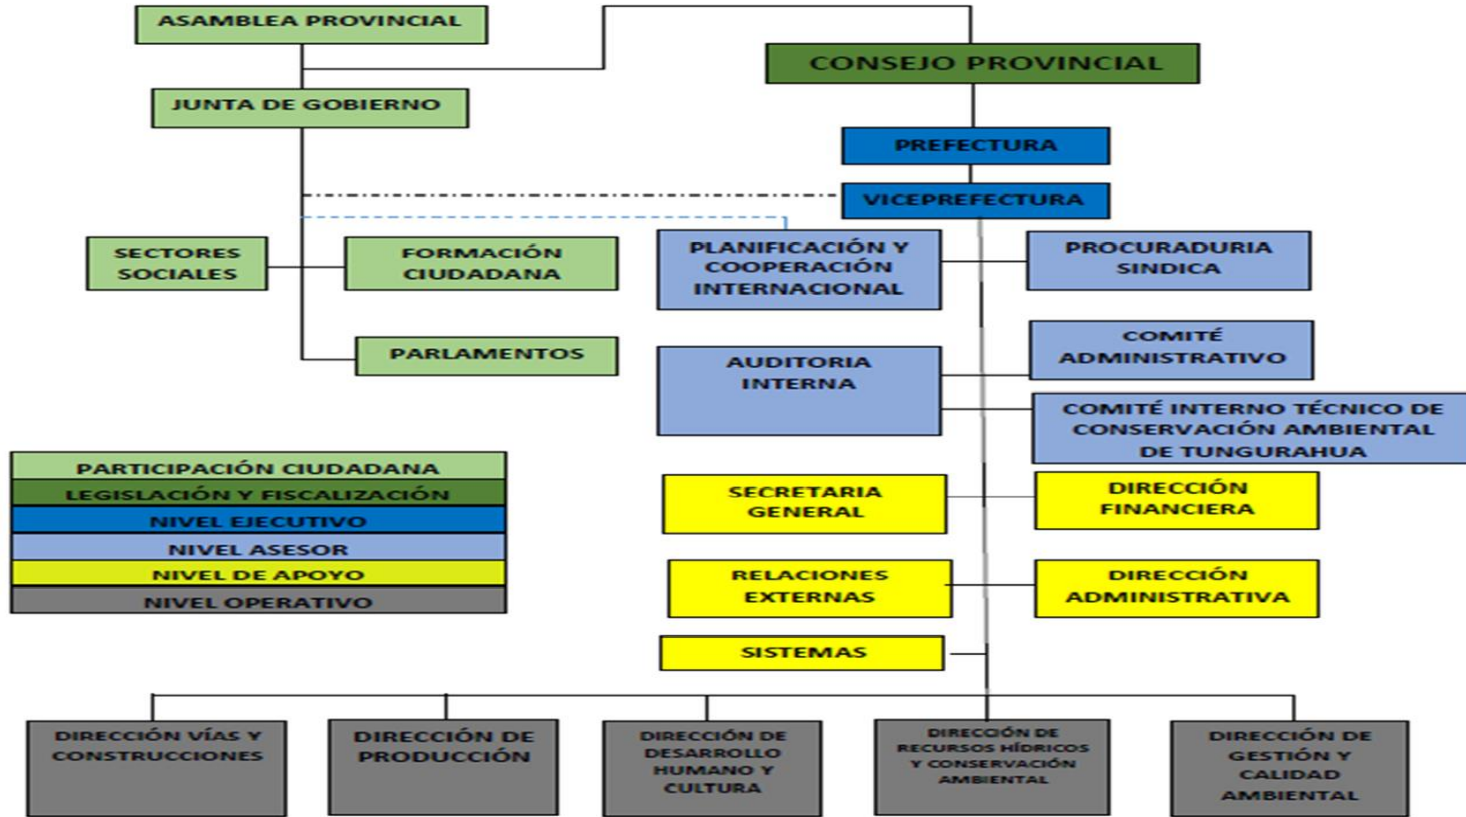 ASAMBLEA PROVINCIAL
CONSEJO PROVINCIAL
JUNTA DE GOBIERNO
PREFECTURA
VICEPREFECTURA
SECTORES
SOCIALES
FORMACIÓN
CIUDADANA
PLANIFICACIÓN Y
COOPERACIÓN
INTERNACIONAL
PROCURADURIA
SINDICA
PARLAMENTOS
AUDITORIA
INTERNA
COMITÉ
ADMINISTRATIVO
COMITÉ INTERNO TÉCNICO DE
CONSERVACIÓN AMBIENTAL
DE TUNGURAHUA
PARTICIPACIÓN CIUDADANA
LEGISLACIÓN Y FISCALIZACIÓN
NIVEL EJECUTIVO
NIVEL ASESOR
NIVEL DE APOYO
NIVEL OPERATIVO
SECRETARIA
GENERAL
DIRECCIÓN
FINANCIERA
RELACIONES
EXTERNAS
DIRECCIÓN
ADMINISTRATIVA
SISTEMAS
DIRECCIÓN VÍAS Y
CONSTRUCCIONES
DIRECCIÓN DE
PRODUCCIÓN
DIRECCIÓN DE
DESARROLLO
HUMANO Y
CULTURA
DIRECCIÓN DE
RECURSOS HÍDRICOS
Y CONSERVACIÓN
AMBIENTAL
DIRECCIÓN DE
GESTIÓN Y
CALIDAD
AMBIENTAL